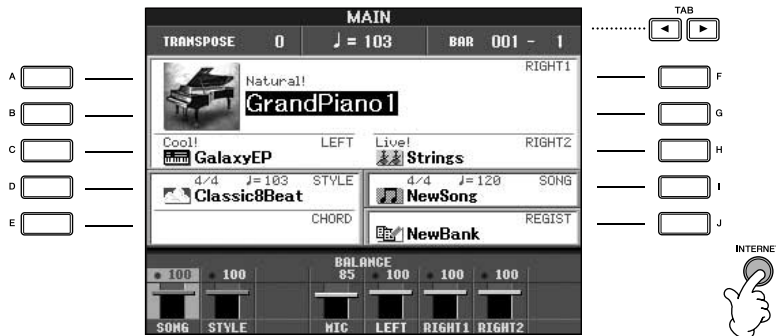 MAIN
TAB
TRANSPOSE 0 ♩= 103 BAR 001 - 1
RIGHT1
A
F
Natural!
GrandPiano1
B
G
Cool! LEFT Live! RIGHT2
C
GalaxyEP Strings
H
4/4 ♩=103 STYLE 4/4 ♩=120 SONG
D
Classic8Beat NewSong
I
CHORD REGIST
E
NewBank
J
INTERNE
BALANCE
100 100 85 100 100 100
SONG STYLE MIC LEFT RIGHT1 RIGHT2